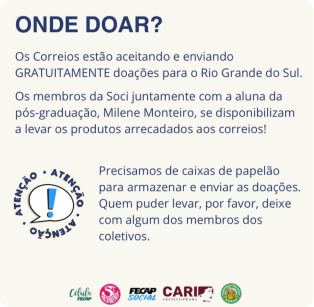 ONDE DOAR?
Os Correios estão aceitando e enviando
GRATUITAMENTE doações para o Rio Grande do Sul.
Os membros da Soci juntamente com a aluna da
pós-graduação, Milene Monteiro, se disponibilizam
a levar os produtos arrecadados aos correios!
ATENÇÃO • ATENÇÃO • ATENÇÃO •
!
Precisamos de caixas de papelão
para armazenar e enviar as doações.
Quem puder levar, por favor, deixe
com algum dos membros dos
coletivos.
Célula
FECAP
FECAP
SOCIAL
CARI